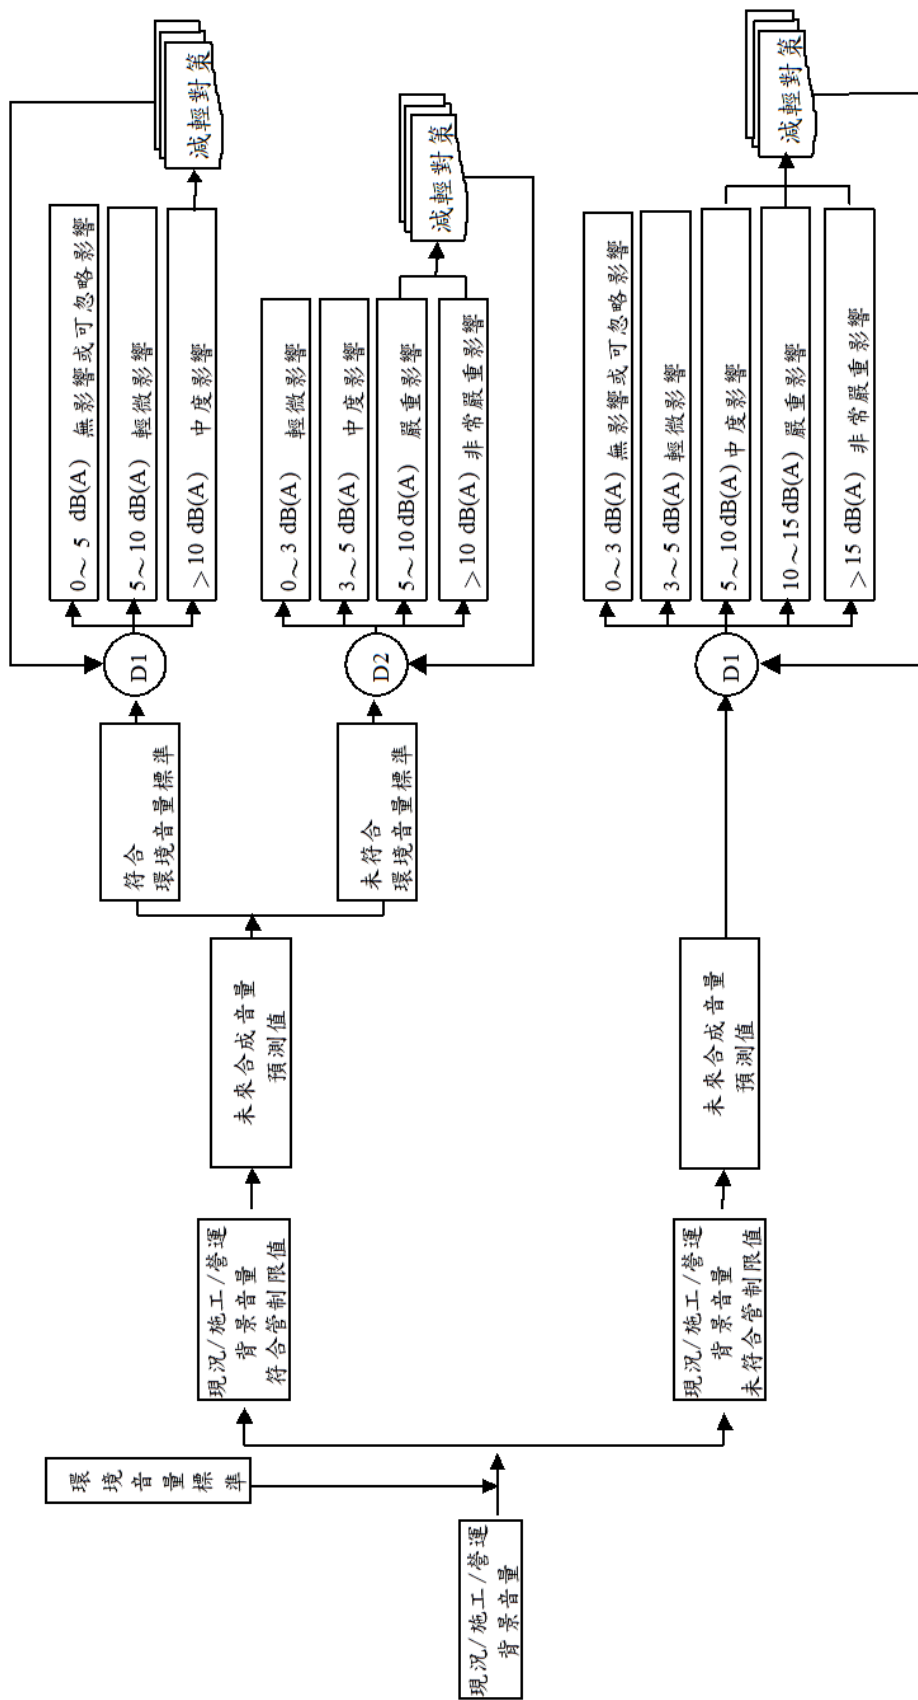 現況/施工/營運
背景音量
環境音量標準
現況/施工/營運
背景音量
符合管制限值
未來合成音量
預測值
符合
環境音量標準
D1
0～5 dB(A) 無影響或可忽略影響
5～10 dB(A) 輕微影響
>10 dB(A) 中度影響
減輕對策
未符合
環境音量標準
D2
0～3 dB(A) 輕微影響
3～5 dB(A) 中度影響
5～10 dB(A) 嚴重影響
>10 dB(A) 非常嚴重影響
減輕對策
現況/施工/營運
背景音量
未符合管制限值
未來合成音量
預測值
D1
0～3 dB(A) 無影響或可忽略影響
3～5 dB(A) 輕微影響
5～10 dB(A) 中度影響
10～15 dB(A) 嚴重影響
>15 dB(A) 非常嚴重影響
減輕對策